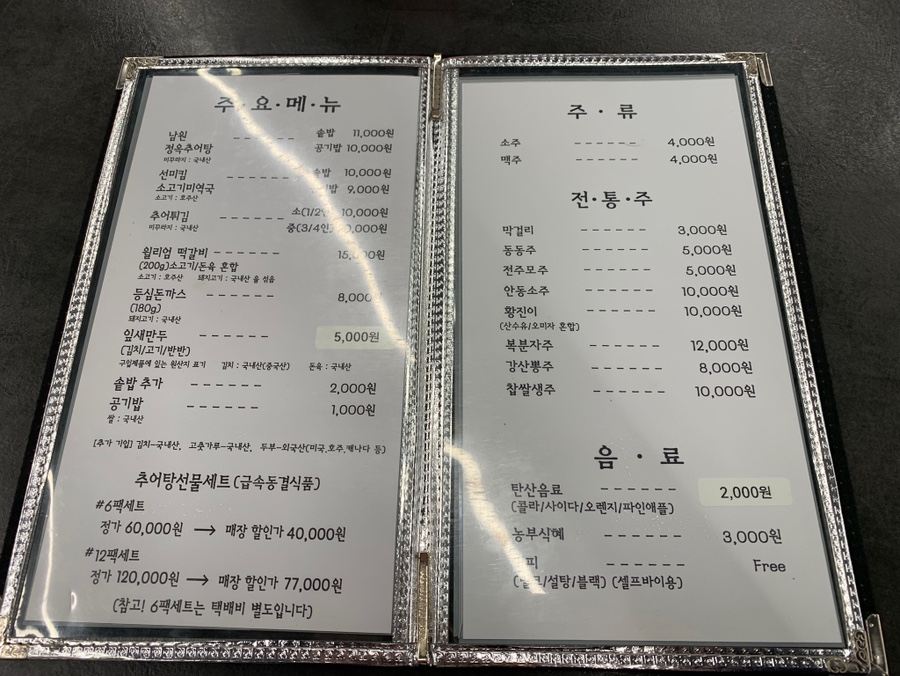 주·요·메·뉴
남원 솥밥 11,000원
정육추어탕 공기밥 10,000원
미꾸라지 : 국내산
선미킴 ------- 솥밥 10,000원
소고기미역국 9,000원
소고기 : 호주산
추어튀김 ------- 소(1/2인) 10,000원
미꾸라지 : 국내산 중(3/4인)
윌리엄 떡갈비 ------- 15,000원
(200g)소고기/돈육 혼합
소고기 : 호주산 돼지고기 : 국내산 을 섞음
등심돈까스 ------- 8,000
(180g)
돼지고기 : 국내산
잎새만두 ------- 5,000원
(김치/고기/반반)
구입제품에 있는 원산지 표기 김치 : 국내산(중국산) 돈육 : 국내산
솥밥 추가 ------- 2,000원
공기밥 ------- 1,000원
쌀 : 국내산
[추가 기입] 김치-국내산, 고춧가루-국내산, 두부-외국산(미국,호주,캐나다 등)
추어탕선물세트(급속동결식품)
#6팩세트
정가 60,000원 → 매장 할인가 40,000원
#12팩세트
정가 120,000원 → 매장 할인가 77,000원
(참고! 6팩세트는 택배비 별도입니다)
주·류
소주 ------ 4,000원
맥주 ------ 4,000원
전·통·주
막걸리 ------ 3,000원
동동주 ------ 5,000원
전주모주 ------ 5,000원
안동소주 ------ 10,000원
황진이 ------ 10,000원
(산수유/오미자 혼합)
복분자주 ------ 12,000원
강산뽕주 ------ 8,000원
찹쌀생주 ------ 10,000원
음·료
탄산음료 ------ 2,000원
(콜라/사이다/오렌지/파인애플)
농부식혜 ------ 3,000원
피 ------ Free
설탕/블랙) (셀프바이용)